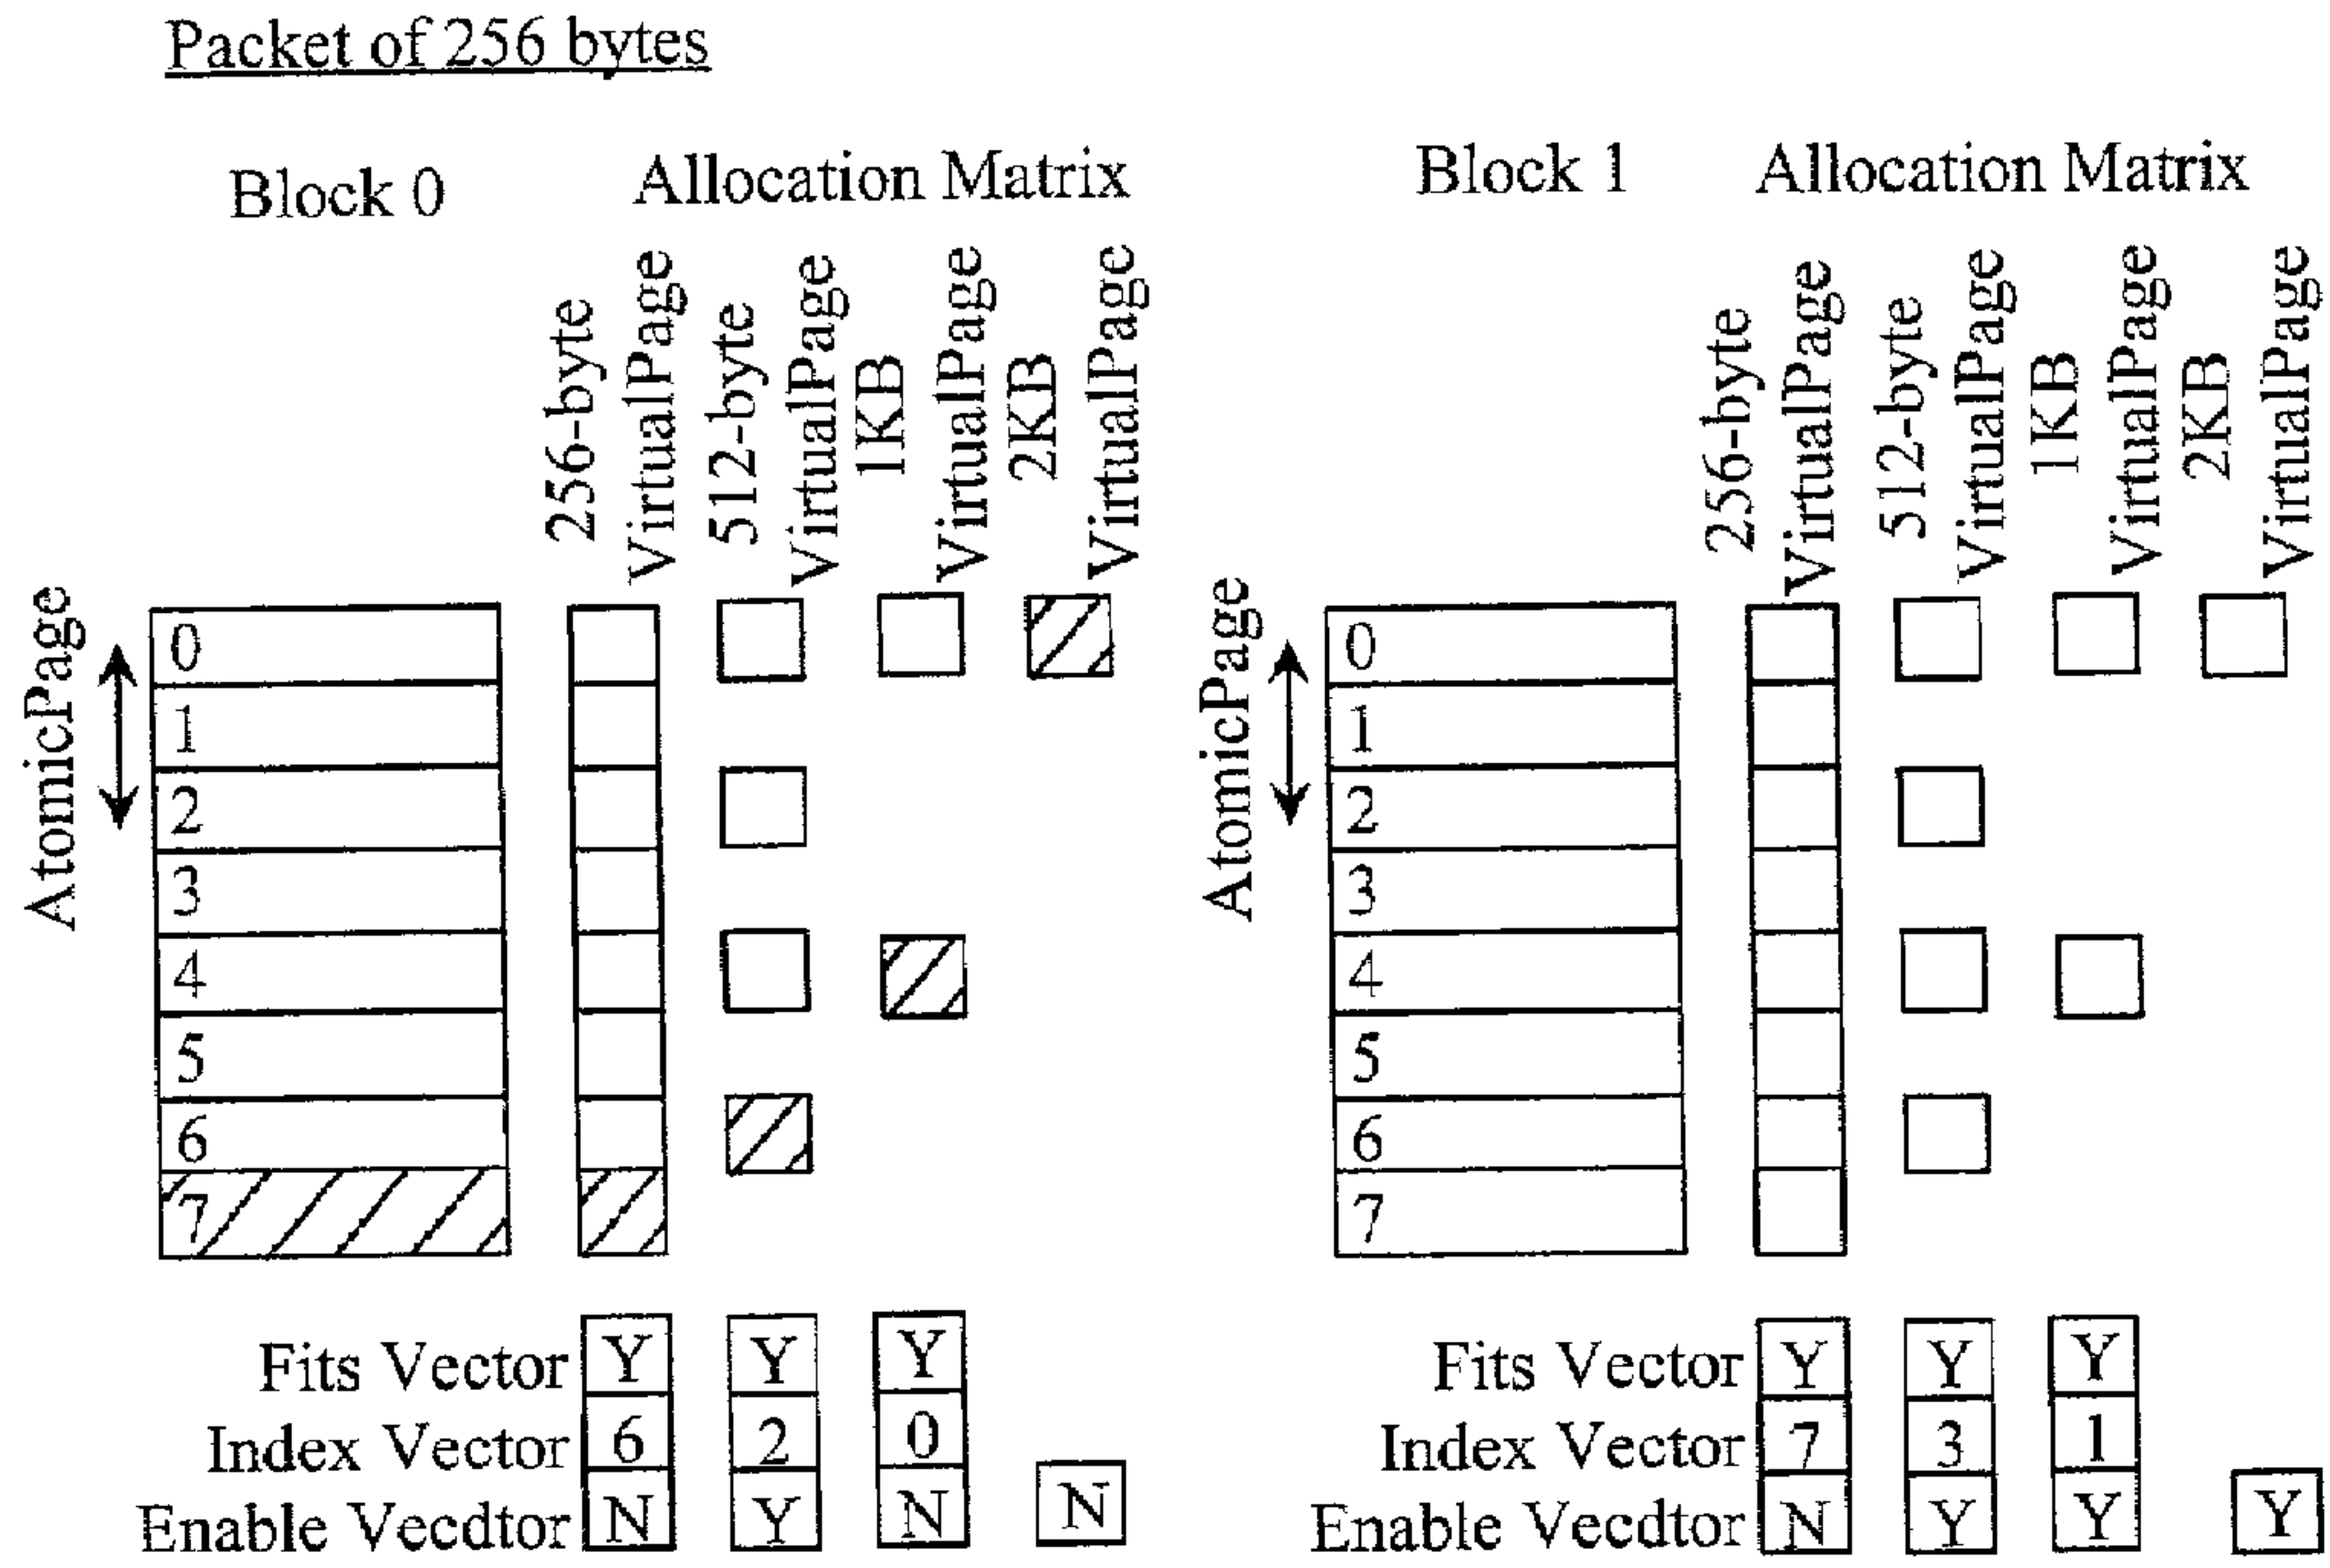 Packet of 256 bytes
Block 0
Allocation Matrix
256-byte
VirtualPage
512-byte
VirtualPage
1KB
VirtualPage
2KB
VirtualPage
AtomicPage
0
1
2
3
4
5
6
7
Fits Vector Y Y Y
Index Vector 6 2 0
Enable Vecdtor N Y N N
Block 1
Allocation Matrix
256-byte
VirtualPage
512-byte
VirtualPage
1KB
VirtualPage
2KB
VirtualPage
AtomicPage
0
1
2
3
4
5
6
7
Fits Vector Y Y Y
Index Vector 7 3 1
Enable Vecdtor N Y Y Y